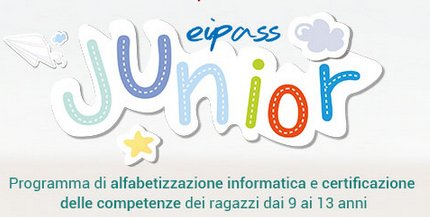 eipass
JUnior
Programma di alfabetizzazione informatica e certificazione
delle competenze dei ragazzi dai 9 ai 13 anni